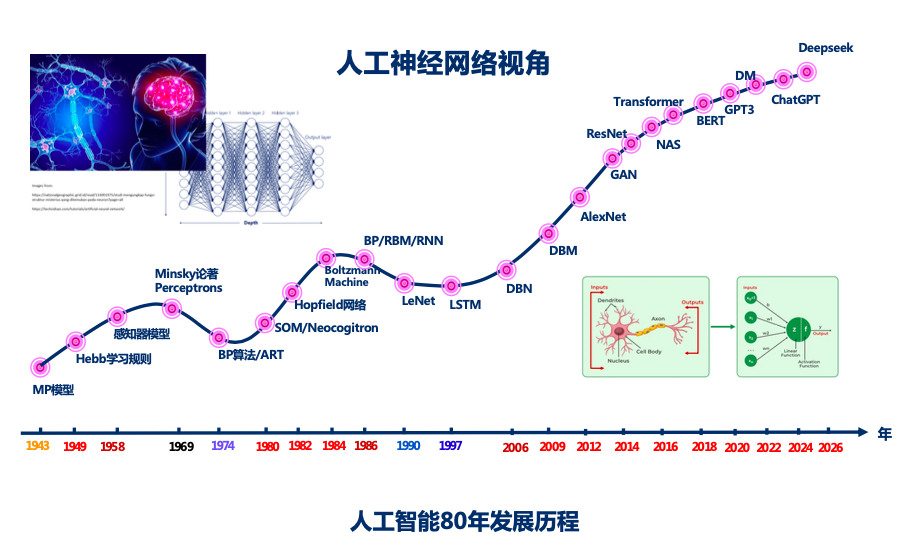 Deepseek
人工神经网络视角
DM
ChatGPT
GPT3
Transformer
BERT
ResNet
NAS
GAN
AlexNet
Hidden layer 2
Hidden layer 3
Output layer
Images from:
Depth
BP/RBM/RNN
DBM
Boltzmann
Machine
Minsky论著
Perceptrons
DBN
LeNet
LSTM
Hopfield网络
SOM/Neocogitron
感知器模型
BP算法/ART
Hebb学习规则
MP模型
Inputs
Dendrites
Outputs
Axon
Cell Body
Nucleus
Inputs
w1
w2
wn
...
z
f
y
Output
Linear
Function
Activation
Function
1943
1949
1958
1969
1974
1980
1982
1984
1986
1990
1997
2006
2009
2012
2014
2016
2018
2020
2022
2024
2026
年
人工智能80年发展历程